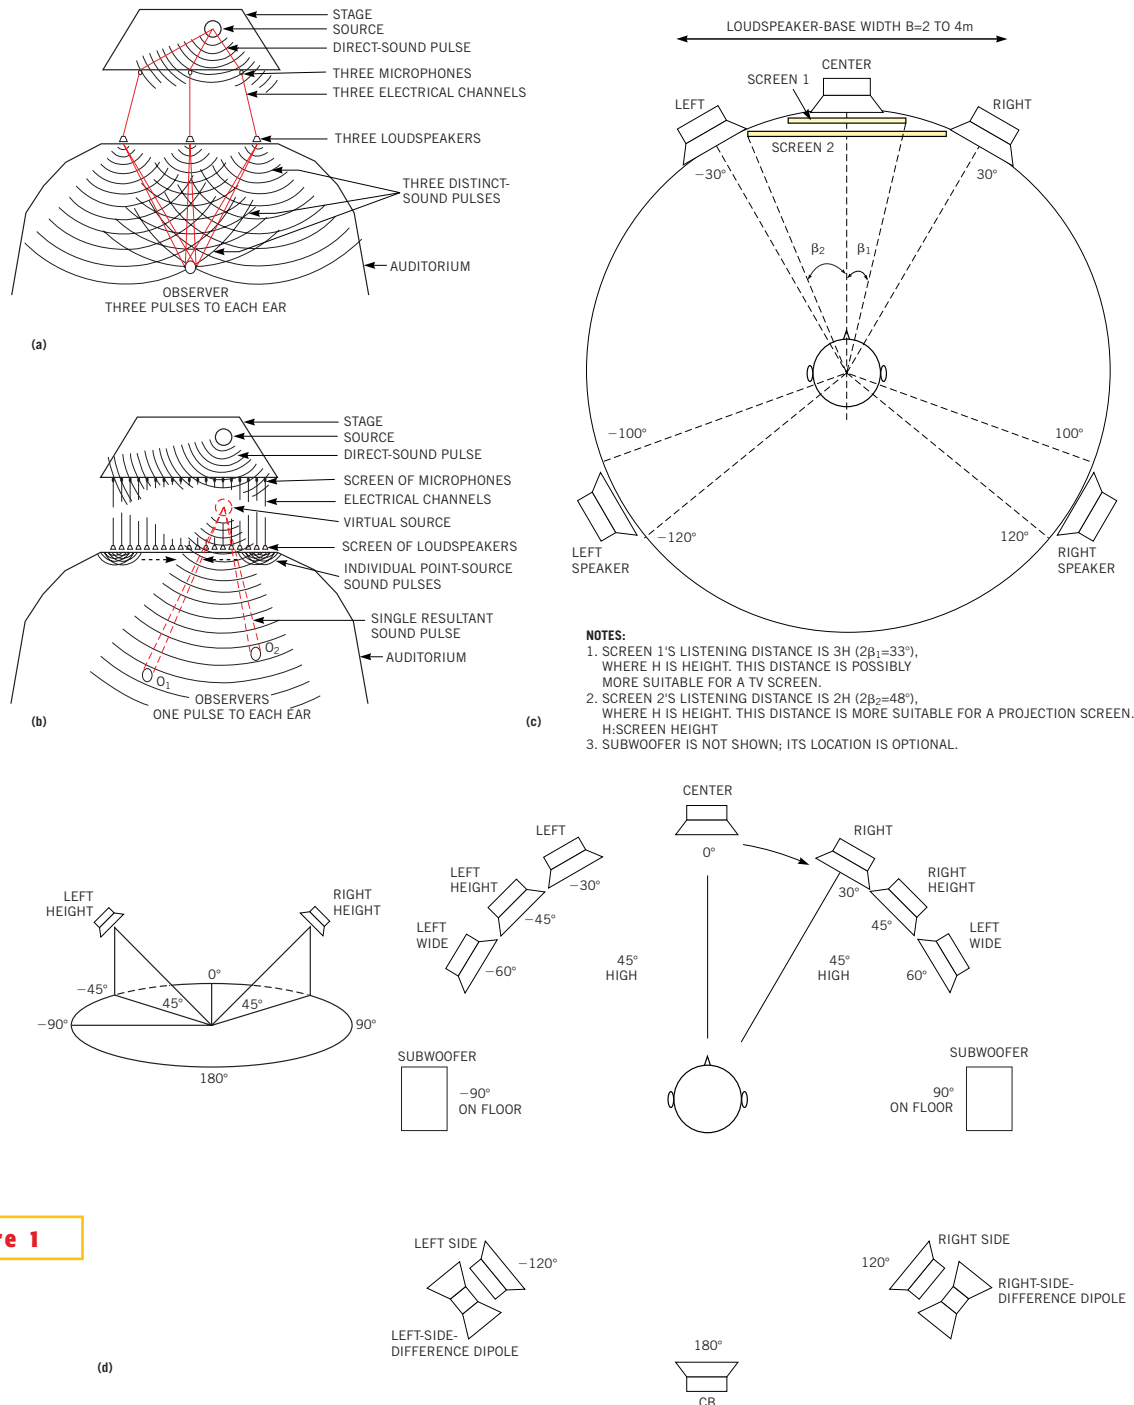 STAGE
SOURCE
DIRECT-SOUND PULSE
THREE MICROPHONES
THREE ELECTRICAL CHANNELS
THREE LOUDSPEAKERS
THREE DISTINCT-
SOUND PULSES
AUDITORIUM
OBSERVER
THREE PULSES TO EACH EAR
(a)
STAGE
SOURCE
DIRECT-SOUND PULSE
SCREEN OF MICROPHONES
ELECTRICAL CHANNELS
VIRTUAL SOURCE
SCREEN OF LOUDSPEAKERS
INDIVIDUAL POINT-SOURCE
SOUND PULSES
SINGLE RESULTANT
SOUND PULSE
O2
AUDITORIUM
O1
OBSERVERS
ONE PULSE TO EACH EAR
(b)
LOUDSPEAKER-BASE WIDTH B=2 TO 4m
CENTER
SCREEN 1
LEFT
RIGHT
SCREEN 2
−30°
30°
β2
β1
−100°
100°
−120°
120°
LEFT
SPEAKER
RIGHT
SPEAKER
NOTES:
1. SCREEN 1'S LISTENING DISTANCE IS 3H (2β1=33°),
WHERE H IS HEIGHT. THIS DISTANCE IS POSSIBLY
MORE SUITABLE FOR A TV SCREEN.
2. SCREEN 2'S LISTENING DISTANCE IS 2H (2β2=48°),
WHERE H IS HEIGHT. THIS DISTANCE IS MORE SUITABLE FOR A PROJECTION SCREEN.
H:SCREEN HEIGHT
3. SUBWOOFER IS NOT SHOWN; ITS LOCATION IS OPTIONAL.
(c)
LEFT
HEIGHT
RIGHT
HEIGHT
0°
−45°
45°
45°
−90°
90°
180°
CENTER
0°
LEFT
−30°
RIGHT
30°
LEFT
HEIGHT
−45°
RIGHT
HEIGHT
45°
LEFT
WIDE
−60°
LEFT
WIDE
60°
45°
HIGH
45°
HIGH
SUBWOOFER
−90°
ON FLOOR
SUBWOOFER
90°
ON FLOOR
re 1
LEFT SIDE
−120°
LEFT-SIDE-
DIFFERENCE DIPOLE
RIGHT SIDE
120°
RIGHT-SIDE-
DIFFERENCE DIPOLE
180°
CB
(d)